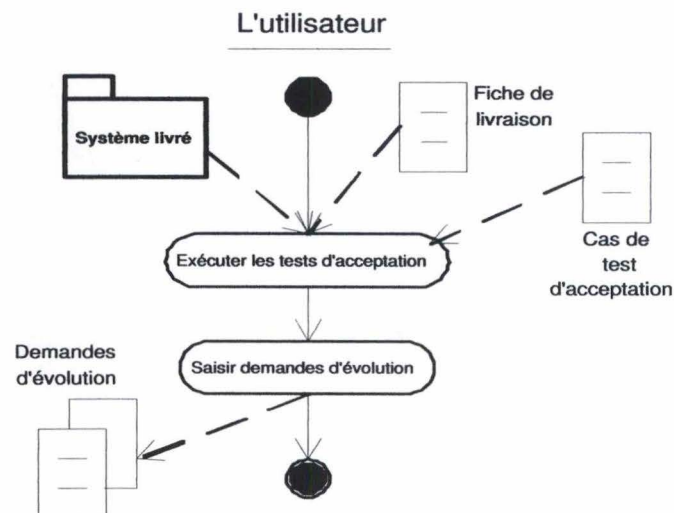 L'utilisateur
Système livré
Fiche de
livraison
Exécuter les tests d'acceptation
Cas de
test
d'acceptation
Saisir demandes d'évolution
Demandes
d'évolution